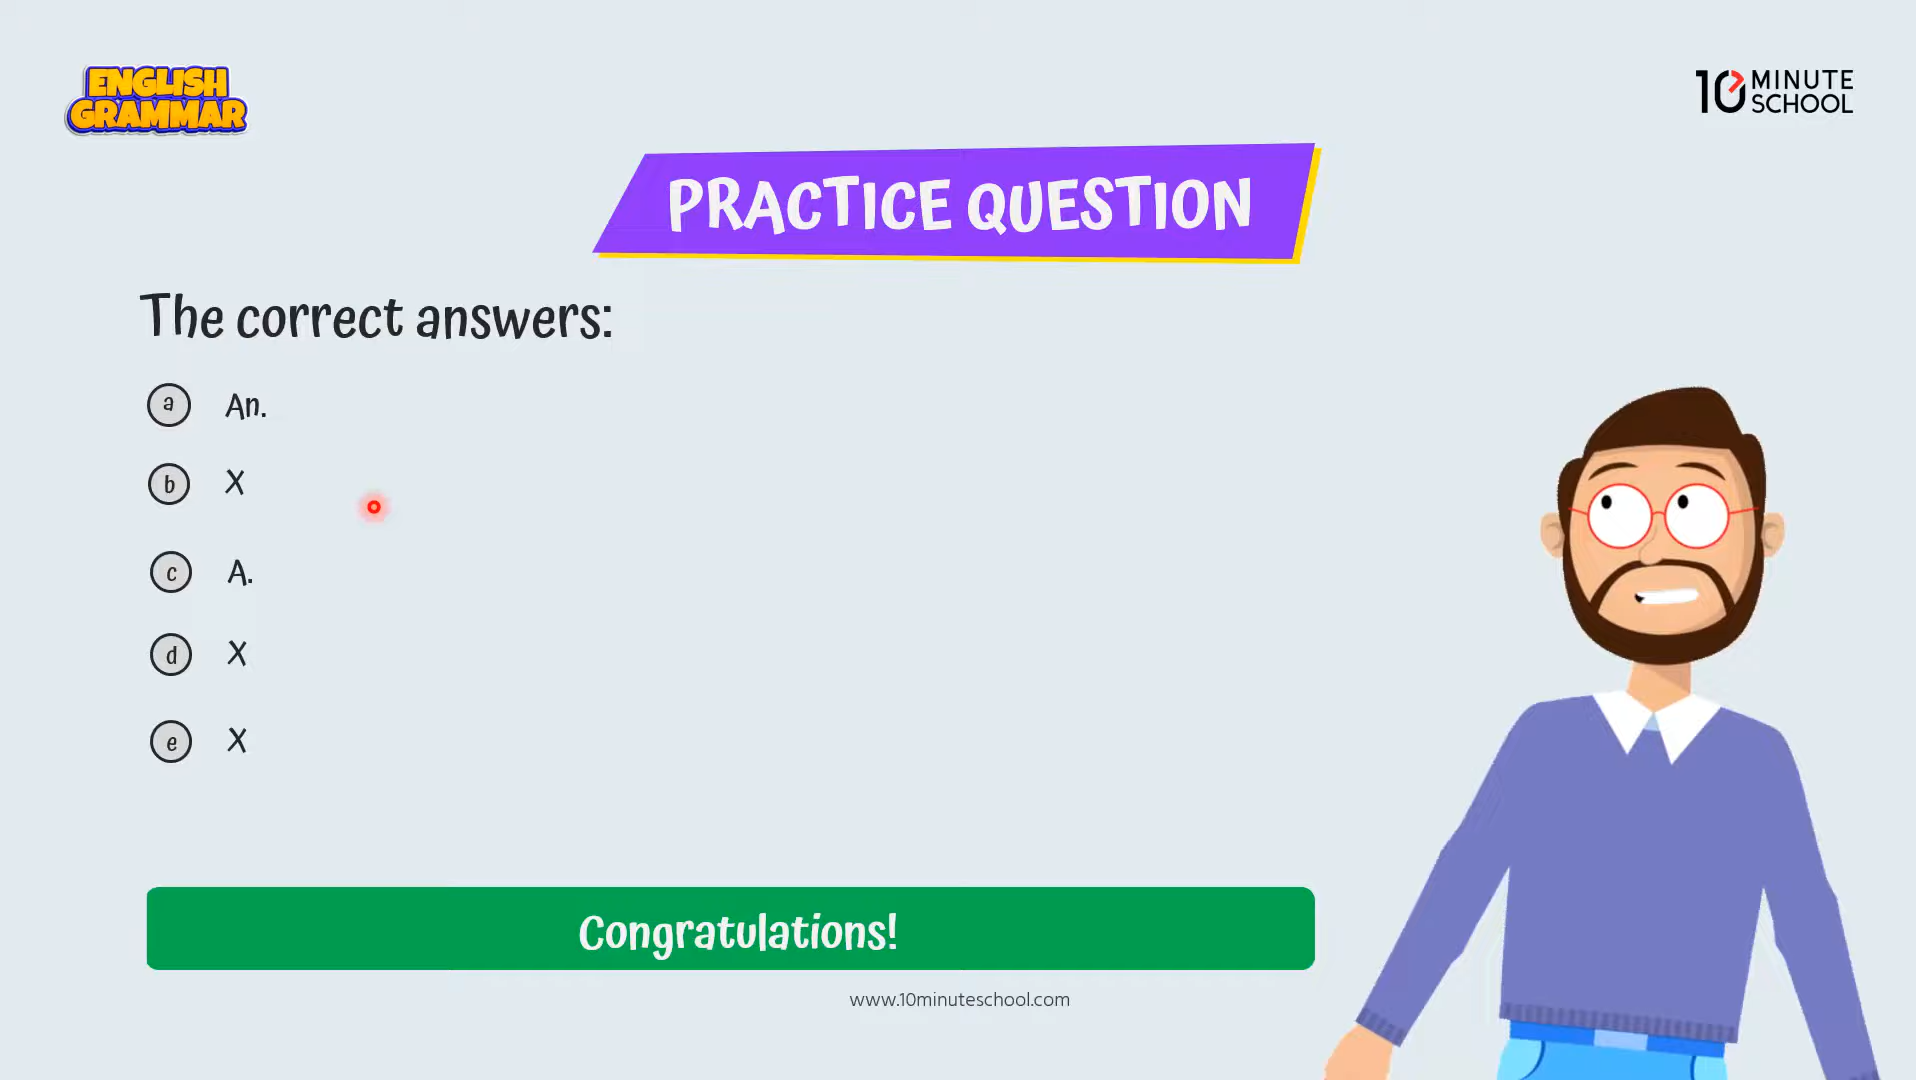 ENGLISH
GRAMMAR
10 MINUTE
SCHOOL
PRACTICE QUESTION
The correct answers:
a An.
b X
c A.
d X
e X
Congratulations!
www.10minuteschool.com